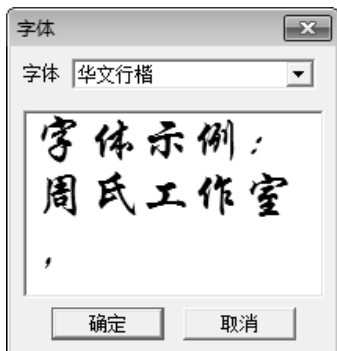 字体
字体 华文行楷
字体示例：
周氏工作室
，
确定 取消